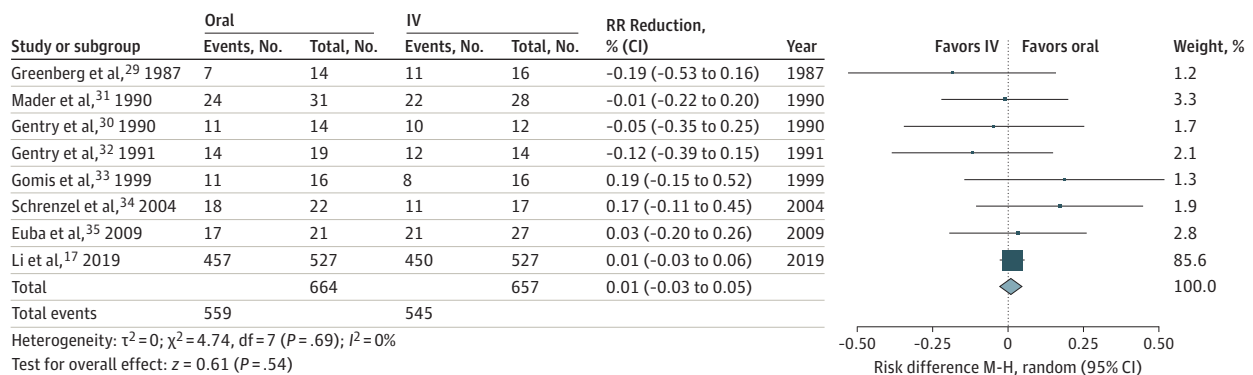 Oral IV RR Reduction, % (CI)
Study or subgroup Events, No. Total, No. Events, No. Total, No. Year Favors IV Favors oral Weight, %
Greenberg et al,29 1987 7 14 11 16 -0.19 (-0.53 to 0.16) 1987 1.2
Mader et al,31 1990 24 31 22 28 -0.01 (-0.22 to 0.20) 1990 3.3
Gentry et al,30 1990 11 14 10 12 -0.05 (-0.35 to 0.25) 1990 1.7
Gentry et al,32 1991 14 19 12 14 -0.12 (-0.39 to 0.15) 1991 2.1
Gomis et al,33 1999 11 16 8 16 0.19 (-0.15 to 0.52) 1999 1.3
Schrenzel et al,34 2004 18 22 11 17 0.17 (-0.11 to 0.45) 2004 1.9
Euba et al,35 2009 17 21 21 27 0.03 (-0.20 to 0.26) 2009 2.8
Li et al,17 2019 457 527 450 527 0.01 (-0.03 to 0.06) 2019 85.6
Total 664 657 0.01 (-0.03 to 0.05) 100.0
Total events 559 545
Heterogeneity: τ2 = 0; χ2 = 4.74, df = 7 (P = .69); I2 = 0%
Test for overall effect: z = 0.61 (P = .54)
-0.50 -0.25 0 0.25 0.50
Risk difference M-H, random (95% CI)